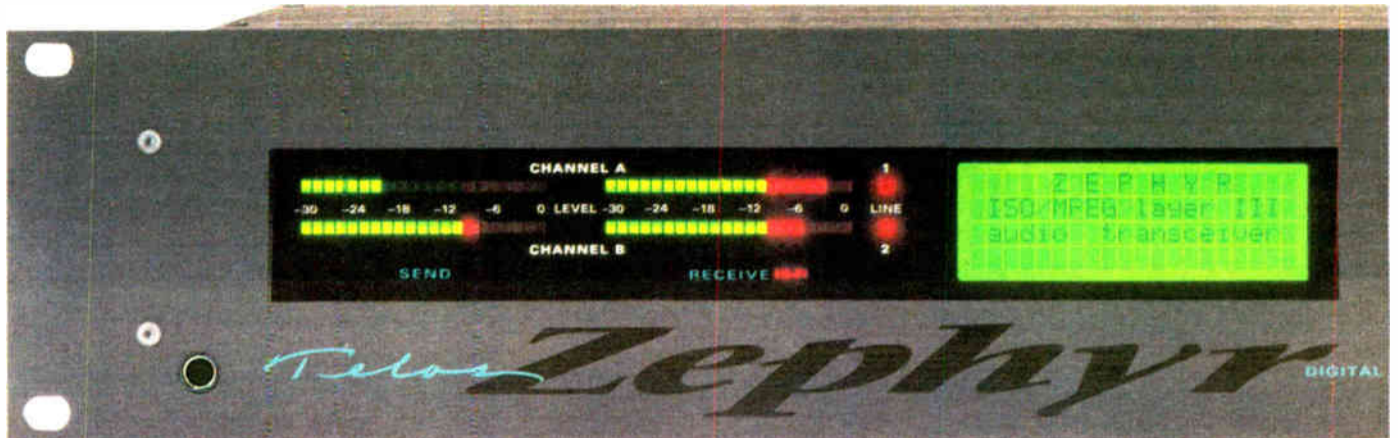 CHANNEL A
1
Z E P H Y R
ISO/MPEG layer III
audio transceiver
-30 -24 -18 -12 -6 0 LEVEL -30 -24 -18 -12 -6 0 LINE
CHANNEL B
2
SEND
RECEIVE
Telos Zephyr DIGITAL